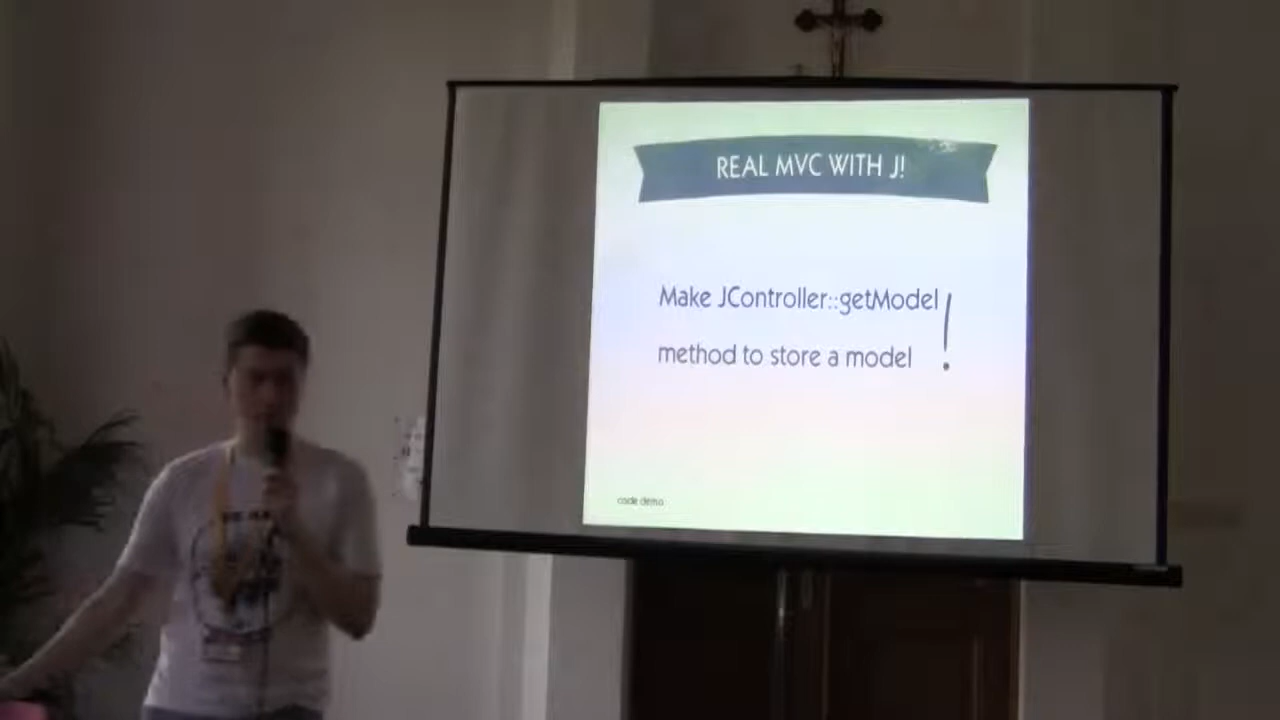 REAL MVC WITH J!
Make JController::getModel
method to store a model !
code demo